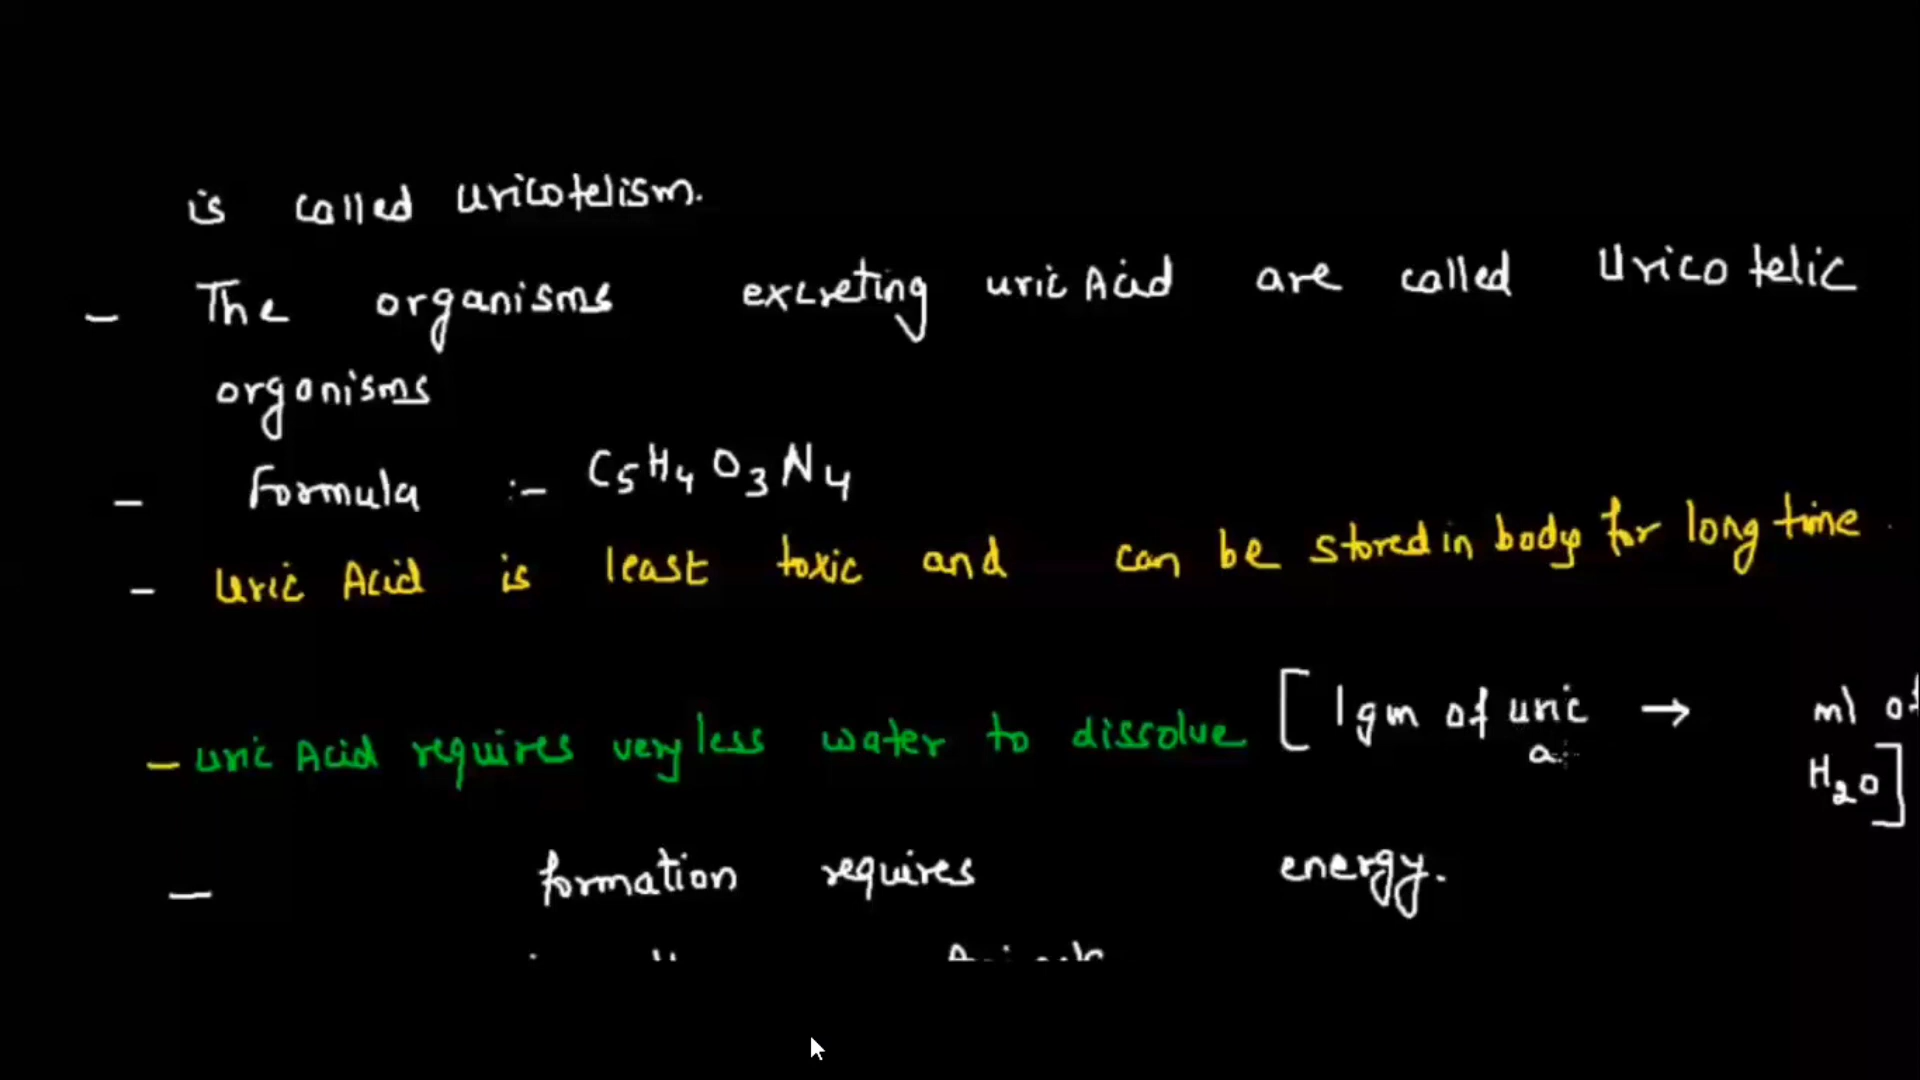 is called uricotelism.
- The organisms excreting uric Acid are called Uricotelic
organisms
- Formula :- C5H4O3N4
- Uric Acid is least toxic and can be stored in body for long time.
- uric Acid requires very less water to dissolve [1gm of uric → ml of
H2O]
- formation requires energy.